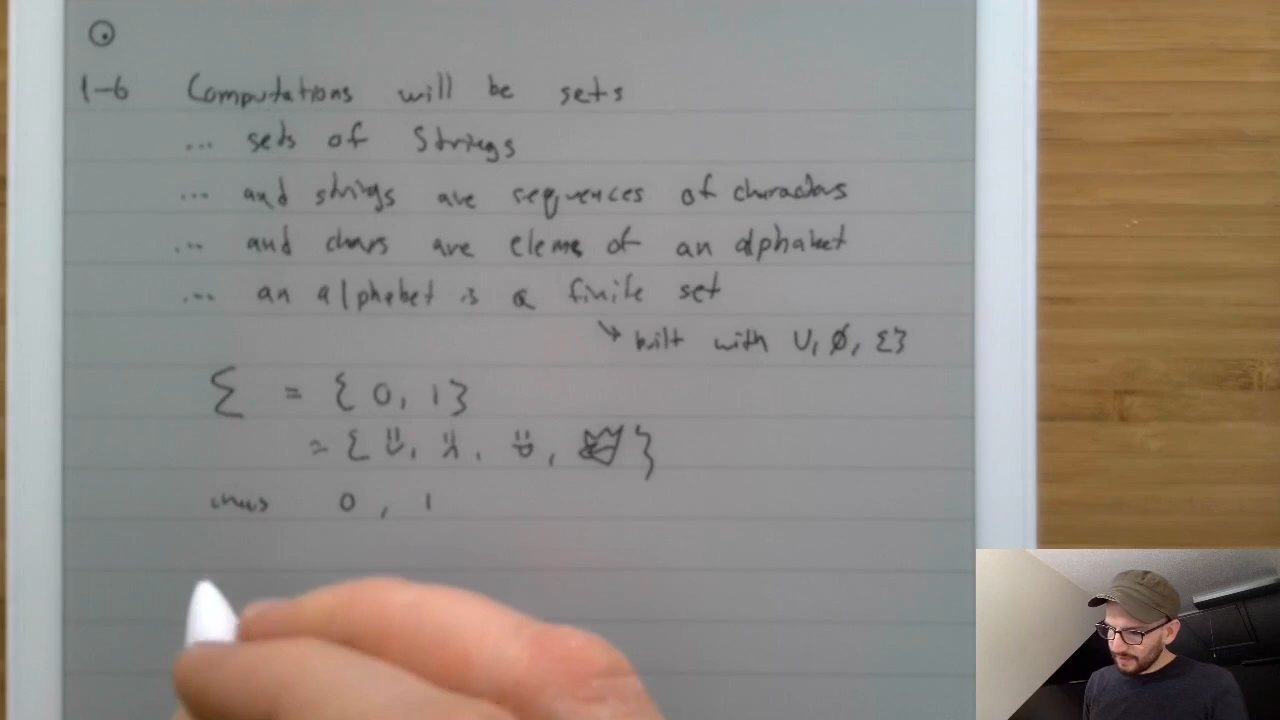 1-6 Computations will be sets
... sets of strings
... and strings are sequences of characters
... and chars are elems of an alphabet
... an alphabet is a finite set
↳ built with ∪, ∅, {}
Σ = {0, 1}
= { , , , }
chars 0, 1